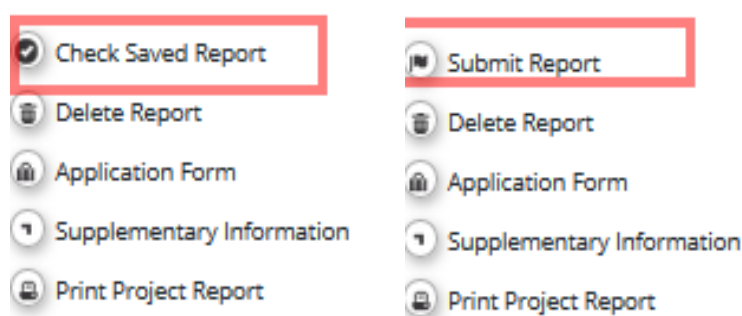 Check Saved Report
Delete Report
Application Form
Supplementary Information
Print Project Report
Submit Report
Delete Report
Application Form
Supplementary Information
Print Project Report